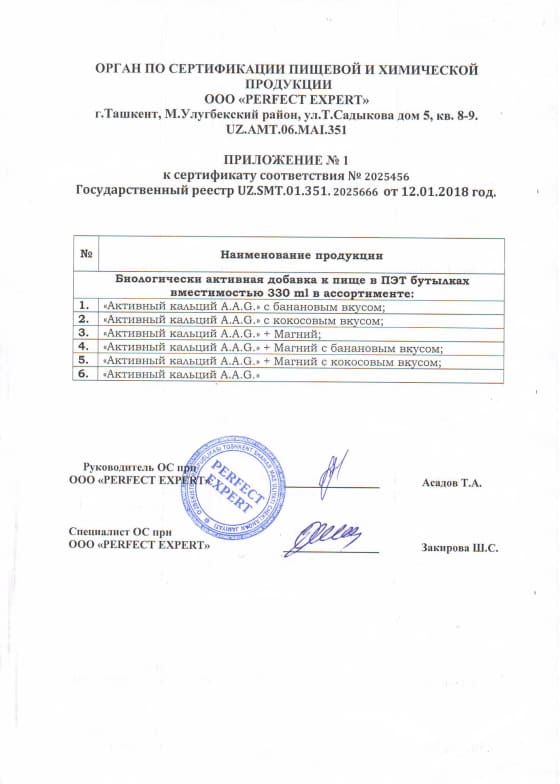 ОРГАН ПО СЕРТИФИКАЦИИ ПИЩЕВОЙ И ХИМИЧЕСКОЙ
ПРОДУКЦИИ
ООО «PERFECT EXPERT»
г.Ташкент, М.Улугбекский район, ул.Т.Садыкова дом 5, кв. 8-9.
UZ.AMT.06.MAI.351
ПРИЛОЖЕНИЕ № 1
к сертификату соответствия № 2025456
Государственный реестр UZ.SMT.01.351. 2025666 от 12.01.2018 год.
№ Наименование продукции
Биологически активная добавка к пище в ПЭТ бутылках
вместимостью 330 ml в ассортименте:
1. «Активный кальций A.A.G.» с банановым вкусом;
2. «Активный кальций A.A.G.» с кокосовым вкусом;
3. «Активный кальций A.A.G.» + Магний;
4. «Активный кальций A.A.G.» + Магний с банановым вкусом;
5. «Активный кальций A.A.G.» + Магний с кокосовым вкусом;
6. «Активный кальций A.A.G.»
Руководитель ОС при
ООО «PERFECT EXPERT»
Асадов Т.А.
PERFECT
EXPERT
Специалист ОС при
ООО «PERFECT EXPERT»
Закирова Ш.С.